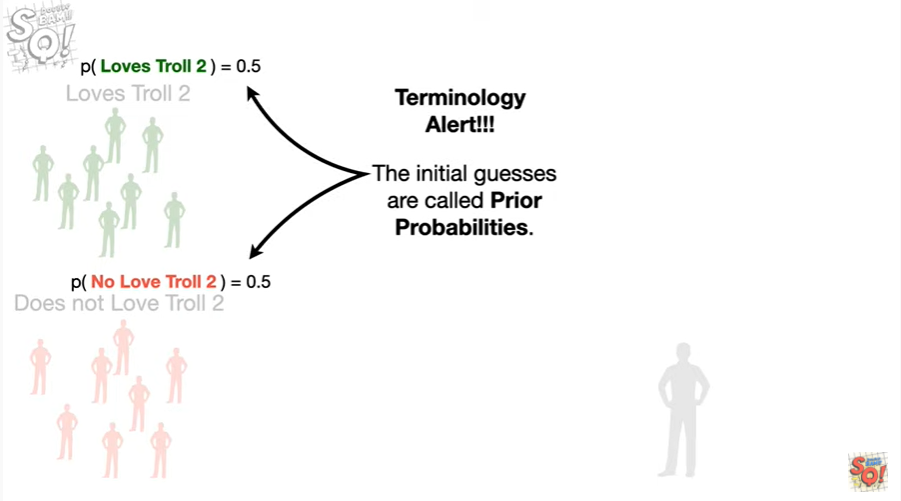 p( Loves Troll 2 ) = 0.5
Loves Troll 2
Terminology
Alert!!!
The initial guesses
are called Prior
Probabilities.
p( No Love Troll 2 ) = 0.5
Does not Love Troll 2
SQ!